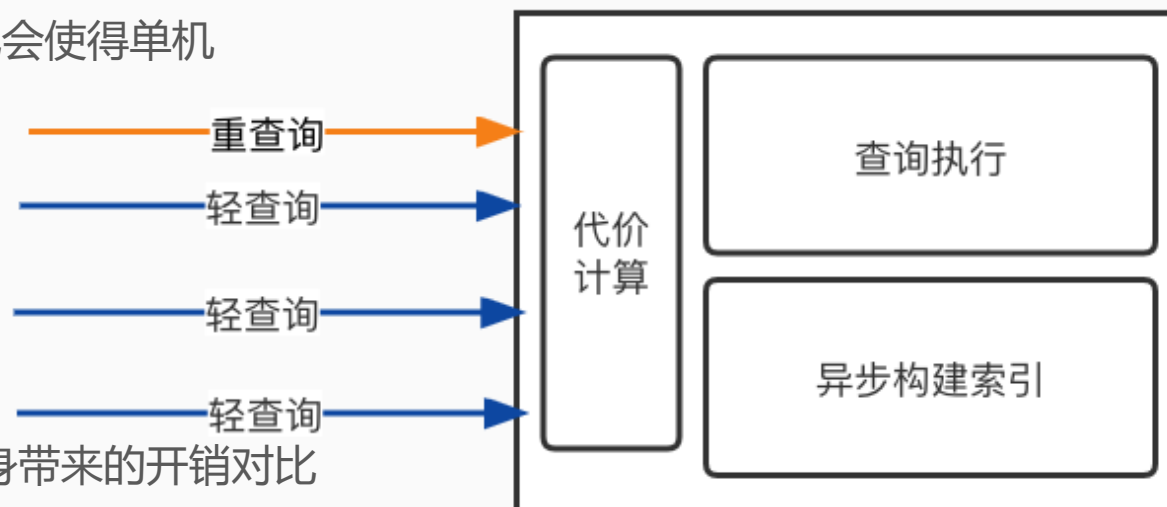 会使得单机
重查询
轻查询
轻查询
轻查询
身带来的开销对比
代价
计算
查询执行
异步构建索引